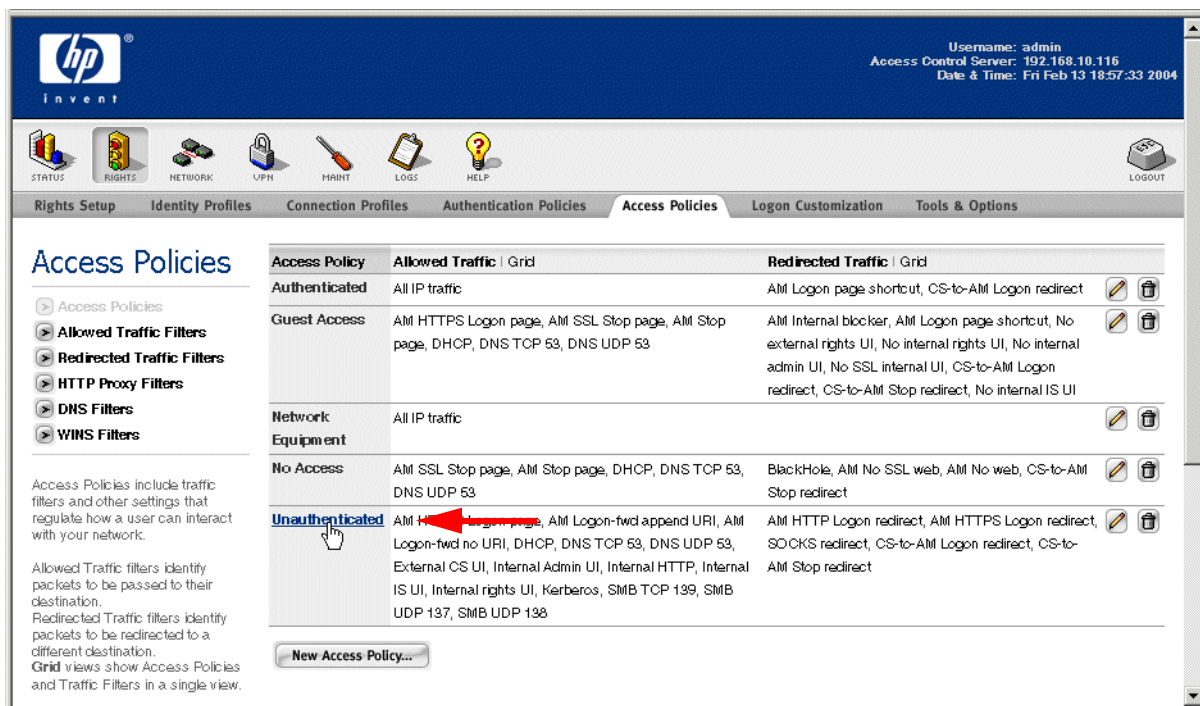 hp ®
invent
Username: admin
Access Control Server: 192.168.10.116
Date & Time: Fri Feb 13 18:57:33 2004
STATUS RIGHTS NETWORK VPN MAINT LOGS HELP LOGOUT
Rights Setup Identity Profiles Connection Profiles Authentication Policies Access Policies Logon Customization Tools & Options
Access Policies
Access Policies
Allowed Traffic Filters
Redirected Traffic Filters
HTTP Proxy Filters
DNS Filters
WINS Filters
Access Policies include traffic
filters and other settings that
regulate how a user can interact
with your network.
Allowed Traffic filters identify
packets to be passed to their
destination.
Redirected Traffic filters identify
packets to be redirected to a
different destination.
Grid views show Access Policies
and Traffic Filters in a single view.
Access Policy Allowed Traffic | Grid Redirected Traffic | Grid
Authenticated All IP traffic AM Logon page shortcut, CS-to-AM Logon redirect
Guest Access AM HTTPS Logon page, AM SSL Stop page, AM Stop AM Internal blocker, AM Logon page shortcut, No
page, DHCP, DNS TCP 53, DNS UDP 53 external rights UI, No internal rights UI, No internal
admin UI, No SSL internal UI, CS-to-AM Logon
redirect, CS-to-AM Stop redirect, No internal IS UI
Network All IP traffic
Equipment
No Access AM SSL Stop page, AM Stop page, DHCP, DNS TCP 53, BlackHole, AM No SSL web, AM No web, CS-to-AM
DNS UDP 53 Stop redirect
Unauthenticated AM page, AM Logon-fwd append URI, AM AM HTTP Logon redirect, AM HTTPS Logon redirect,
Logon-fwd no URI, DHCP, DNS TCP 53, DNS UDP 53, SOCKS redirect, CS-to-AM Logon redirect, CS-to-
External CS UI, Internal Admin UI, Internal HTTP, Internal AM Stop redirect
IS UI, Internal rights UI, Kerberos, SMB TCP 139, SMB
UDP 137, SMB UDP 138
New Access Policy...